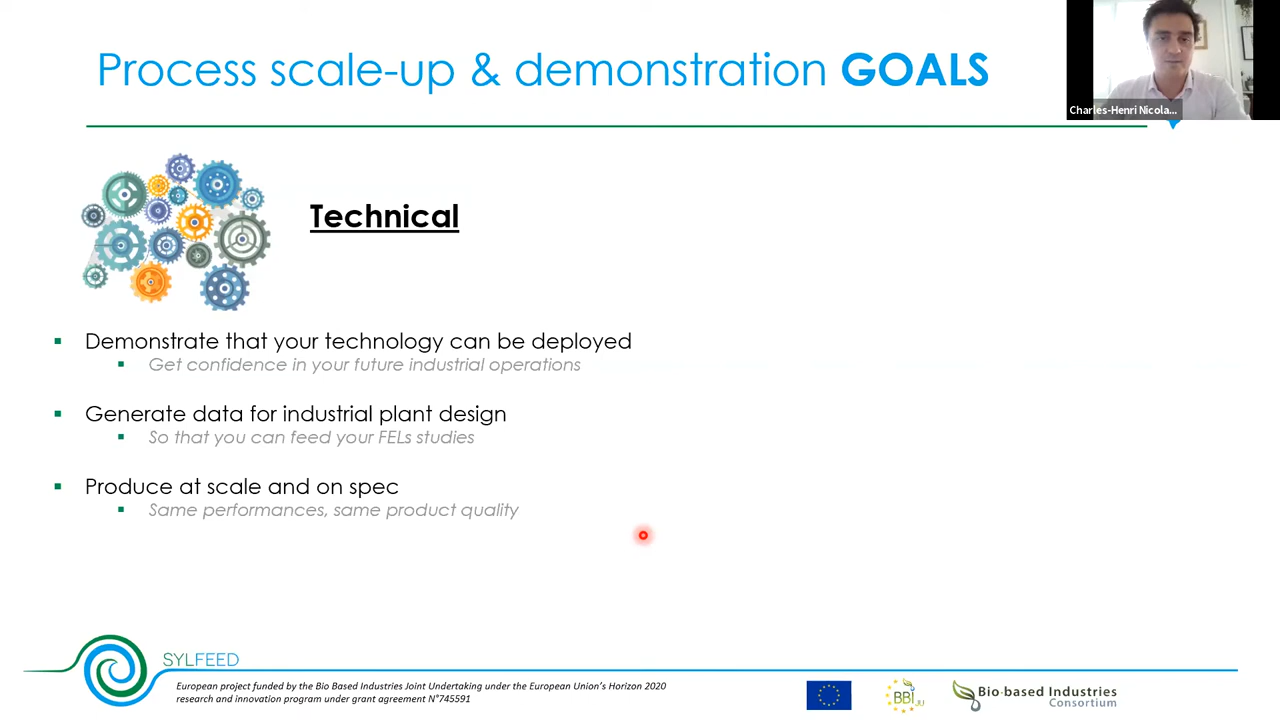 Process scale-up & demonstration GOALS
Charles-Henri Nicola...
Technical
Demonstrate that your technology can be deployed
Get confidence in your future industrial operations
Generate data for industrial plant design
So that you can feed your FELs studies
Produce at scale and on spec
Same performances, same product quality
SYLFEED
European project funded by the Bio Based Industries Joint Undertaking under the European Union's Horizon 2020
research and innovation program under grant agreement N°745591
BBI JU
Bio-based Industries
Consortium